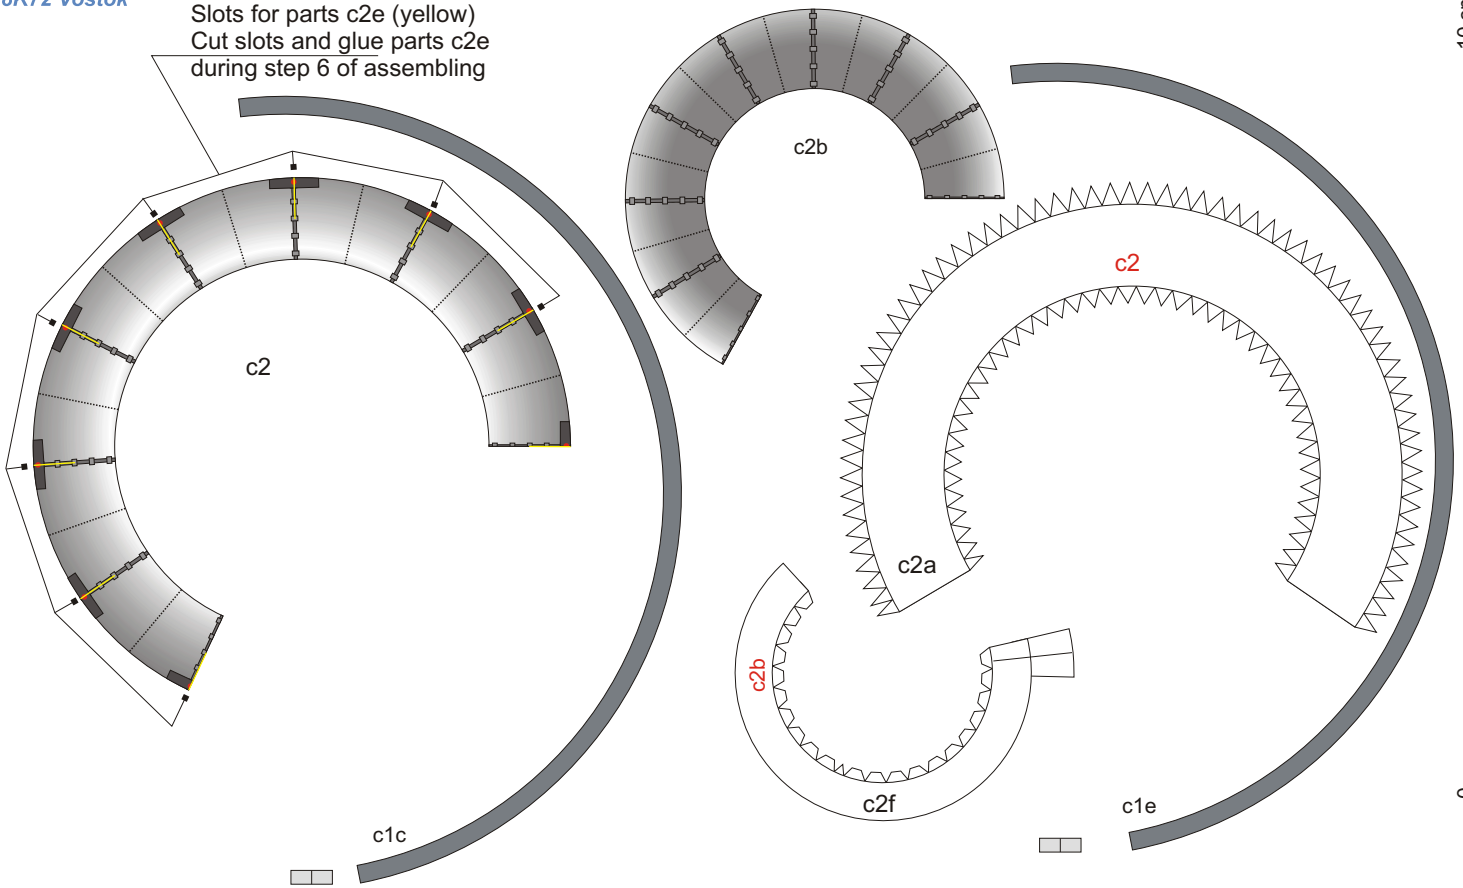 Vostok
Slots for parts c2e (yellow)
Cut slots and glue parts c2e
during step 6 of assembling
c2b
c2
c2
c2a
c2b
c2f
c1e
c1c